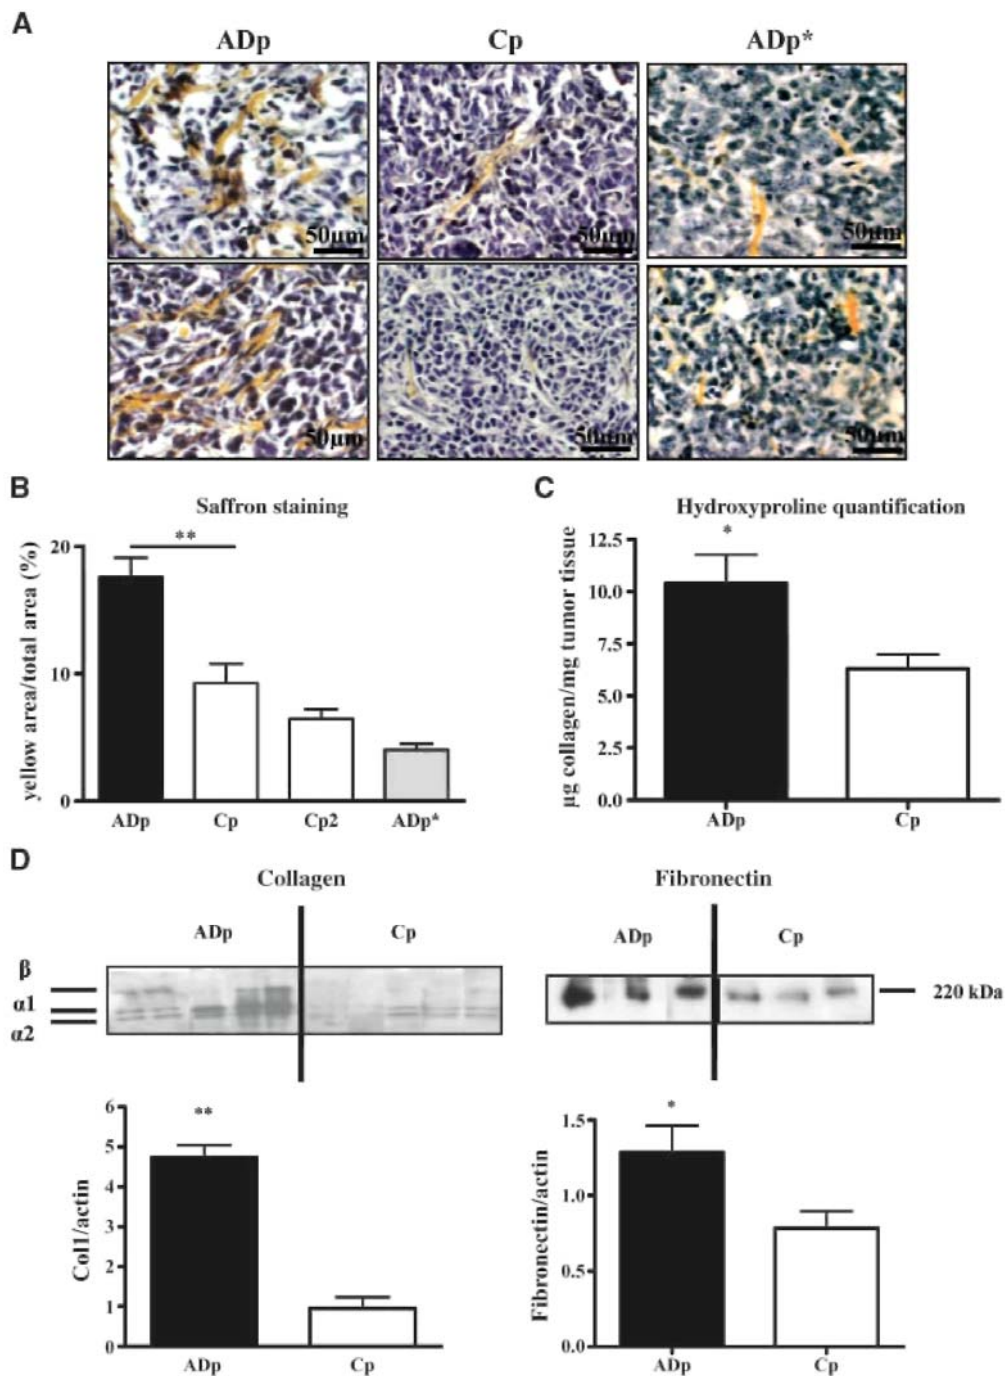 A
ADp Cp ADp*
50μm 50μm 50μm
50μm 50μm 50μm
B
Saffron staining
**
yellow area/total area (%)
20
10
0
ADp Cp Cp2 ADp*
C
Hydroxyproline quantification
*
μg collagen/mg tumor tissue
12.5
10.0
7.5
5.0
2.5
0.0
ADp Cp
D
Collagen
ADp Cp
β
α1
α2
Fibronectin
ADp Cp
220 kDa
**
Col1/actin
6
5
4
3
2
1
0
ADp Cp
*
Fibronectin/actin
1.5
1.0
0.5
0.0
ADp Cp